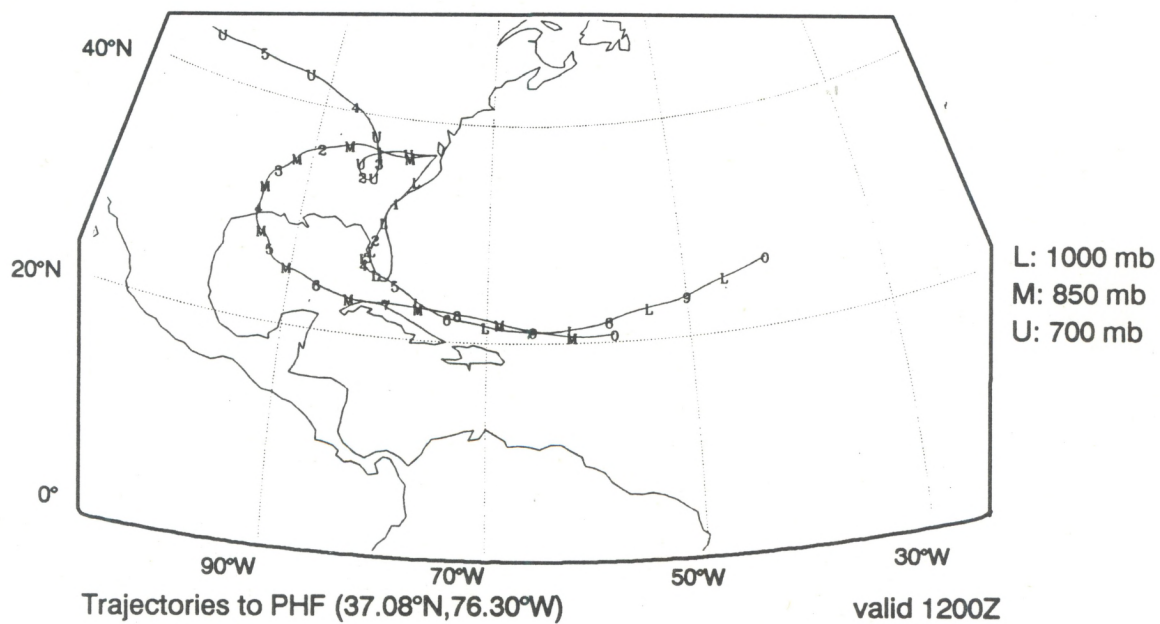 40°N
20°N
0°
90°W
70°W
50°W
30°W
L: 1000 mb
M: 850 mb
U: 700 mb
Trajectories to PHF (37.08°N,76.30°W)
valid 1200Z